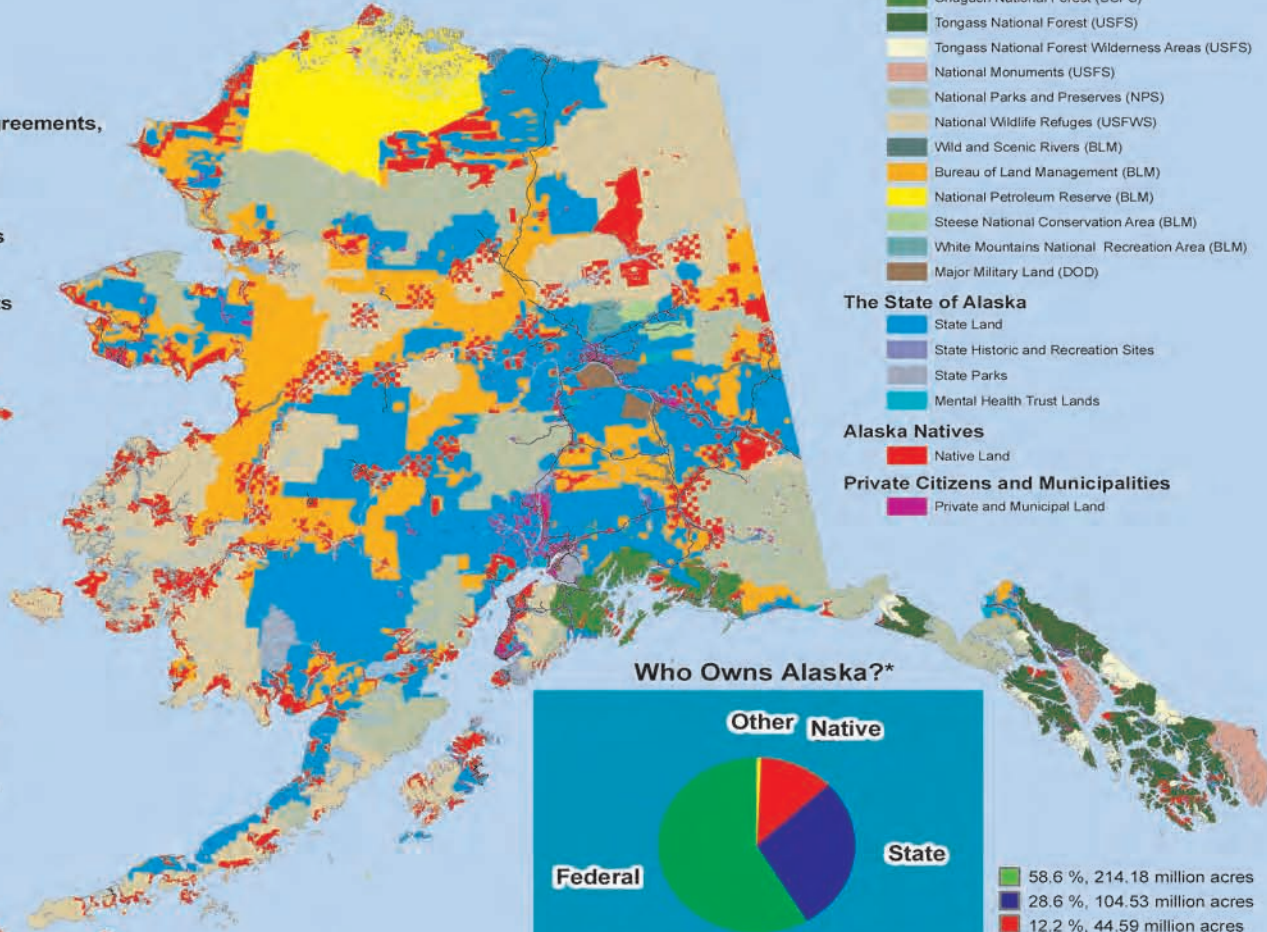 Tongass National Forest (USFS)
Tongass National Forest Wilderness Areas (USFS)
National Monuments (USFS)
National Parks and Preserves (NPS)
National Wildlife Refuges (USFWS)
Wild and Scenic Rivers (BLM)
Bureau of Land Management (BLM)
National Petroleum Reserve (BLM)
Steese National Conservation Area (BLM)
White Mountains National Recreation Area (BLM)
Major Military Land (DOD)
The State of Alaska
State Land
State Historic and Recreation Sites
State Parks
Mental Health Trust Lands
Alaska Natives
Native Land
Private Citizens and Municipalities
Private and Municipal Land
Who Owns Alaska?*
Other Native
State
Federal
58.6 %, 214.18 million acres
28.6 %, 104.53 million acres
12.2 %, 44.59 million acres